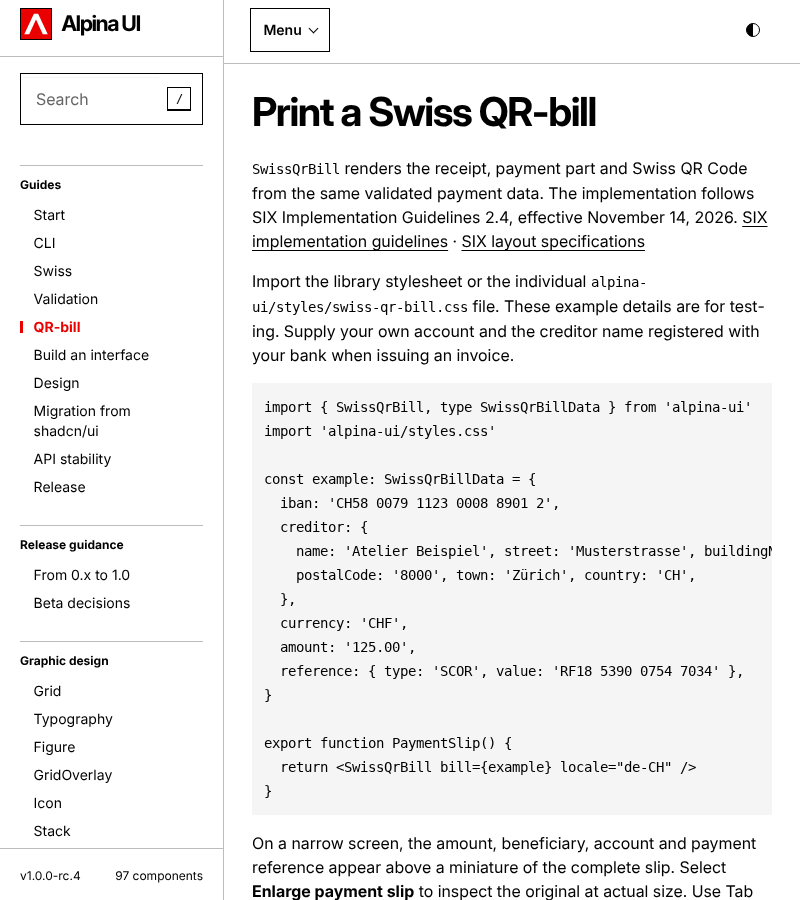 Alpina UI
Search
/
Guides
Start
CLI
Swiss
Validation
QR-bill
Build an interface
Design
Migration from
shadcn/ui
API stability
Release
Release guidance
From 0.x to 1.0
Beta decisions
Graphic design
Grid
Typography
Figure
GridOverlay
Icon
Stack
v1.0.0-rc.4
97 components
Menu
Print a Swiss QR-bill
SwissQrBill renders the receipt, payment part and Swiss QR Code
from the same validated payment data. The implementation follows
SIX Implementation Guidelines 2.4, effective November 14, 2026. SIX
implementation guidelines · SIX layout specifications
Import the library stylesheet or the individual alpina-
ui/styles/swiss-qr-bill.css file. These example details are for test-
ing. Supply your own account and the creditor name registered with
your bank when issuing an invoice.
import { SwissQrBill, type SwissQrBillData } from 'alpina-ui'
import 'alpina-ui/styles.css'
const example: SwissQrBillData = {
iban: 'CH58 0079 1123 0008 8901 2',
creditor: {
name: 'Atelier Beispiel', street: 'Musterstrasse', building
postalCode: '8000', town: 'Zürich', country: 'CH',
},
currency: 'CHF',
amount: '125.00',
reference: { type: 'SCOR', value: 'RF18 5390 0754 7034' },
}
export function PaymentSlip() {
return <SwissQrBill bill={example} locale="de-CH" />
}
On a narrow screen, the amount, beneficiary, account and payment
reference appear above a miniature of the complete slip. Select
Enlarge payment slip to inspect the original at actual size. Use Tab